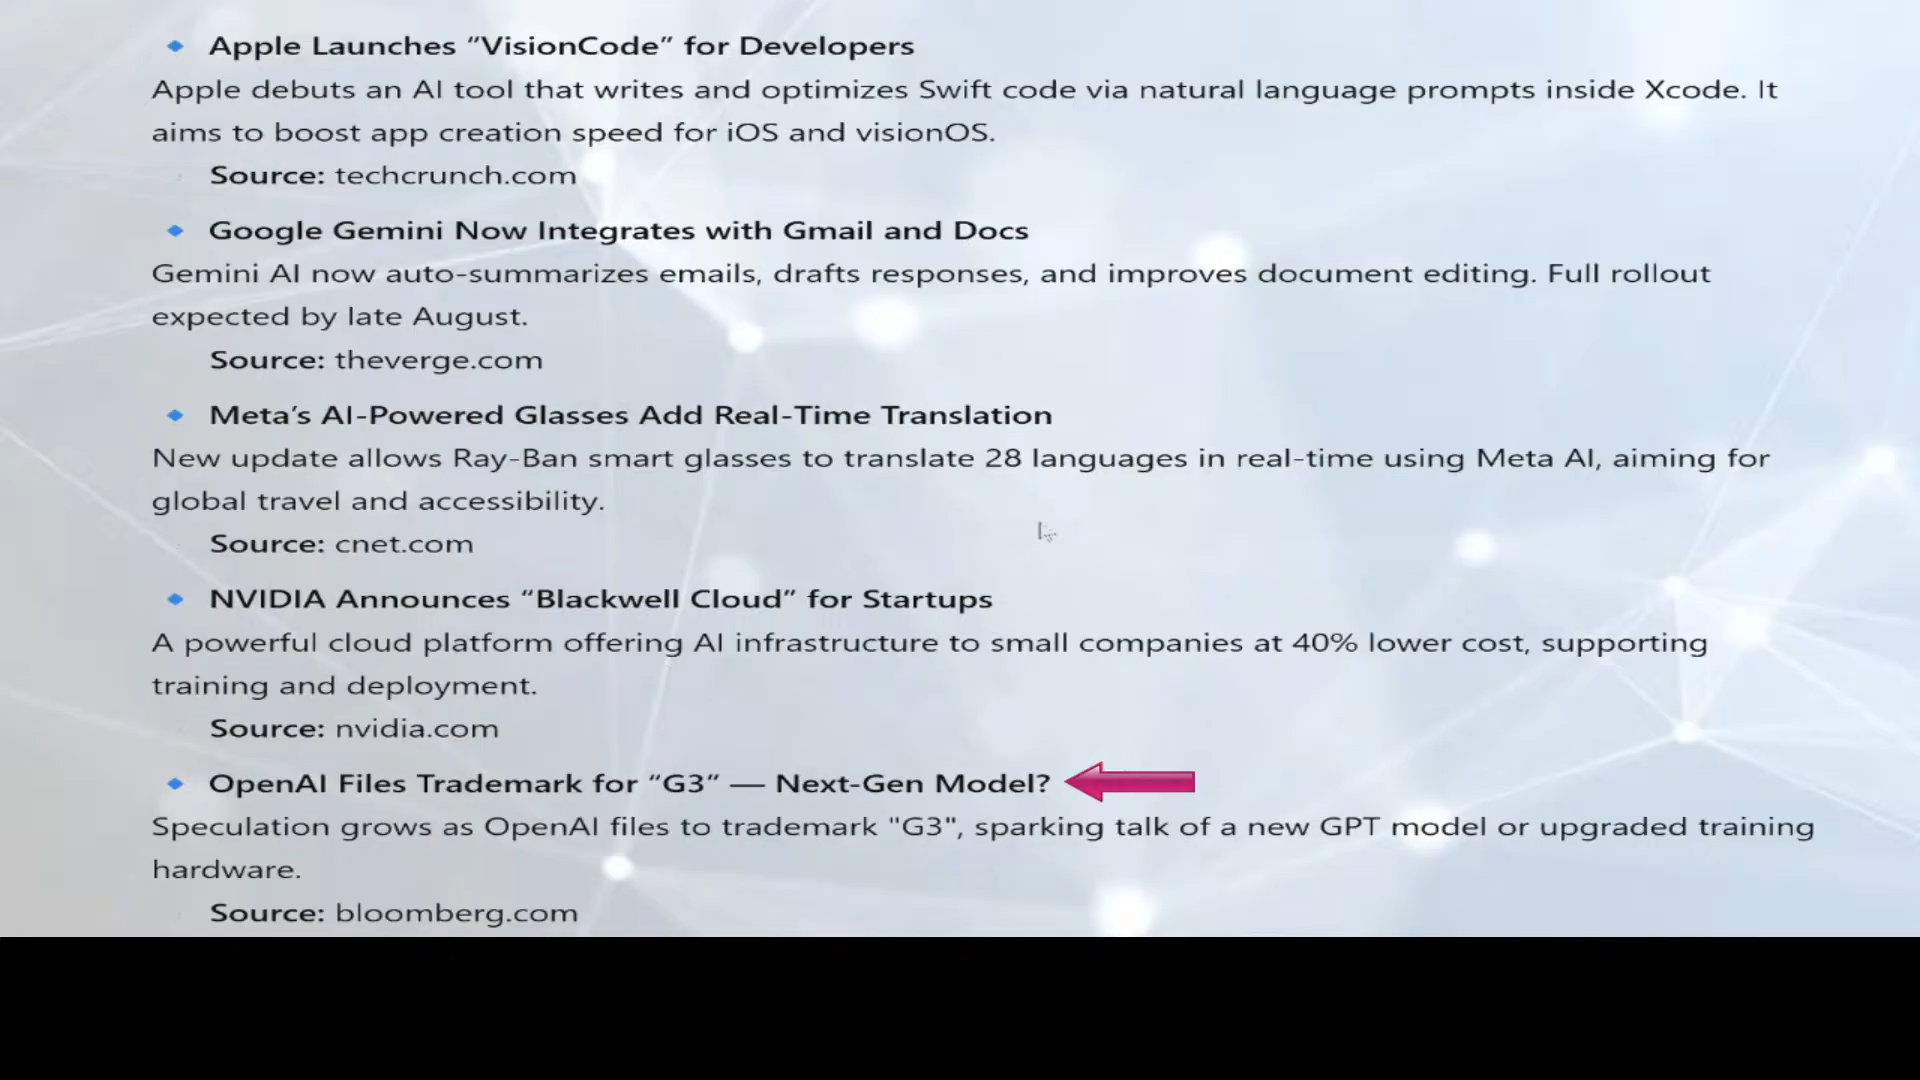 Apple Launches “VisionCode” for Developers
Apple debuts an AI tool that writes and optimizes Swift code via natural language prompts inside Xcode. It
aims to boost app creation speed for iOS and visionOS.
Source: techcrunch.com
Google Gemini Now Integrates with Gmail and Docs
Gemini AI now auto-summarizes emails, drafts responses, and improves document editing. Full rollout
expected by late August.
Source: theverge.com
Meta’s AI-Powered Glasses Add Real-Time Translation
New update allows Ray-Ban smart glasses to translate 28 languages in real-time using Meta AI, aiming for
global travel and accessibility.
Source: cnet.com
NVIDIA Announces “Blackwell Cloud” for Startups
A powerful cloud platform offering AI infrastructure to small companies at 40% lower cost, supporting
training and deployment.
Source: nvidia.com
OpenAI Files Trademark for “G3” — Next-Gen Model?
Speculation grows as OpenAI files to trademark "G3", sparking talk of a new GPT model or upgraded training
hardware.
Source: bloomberg.com